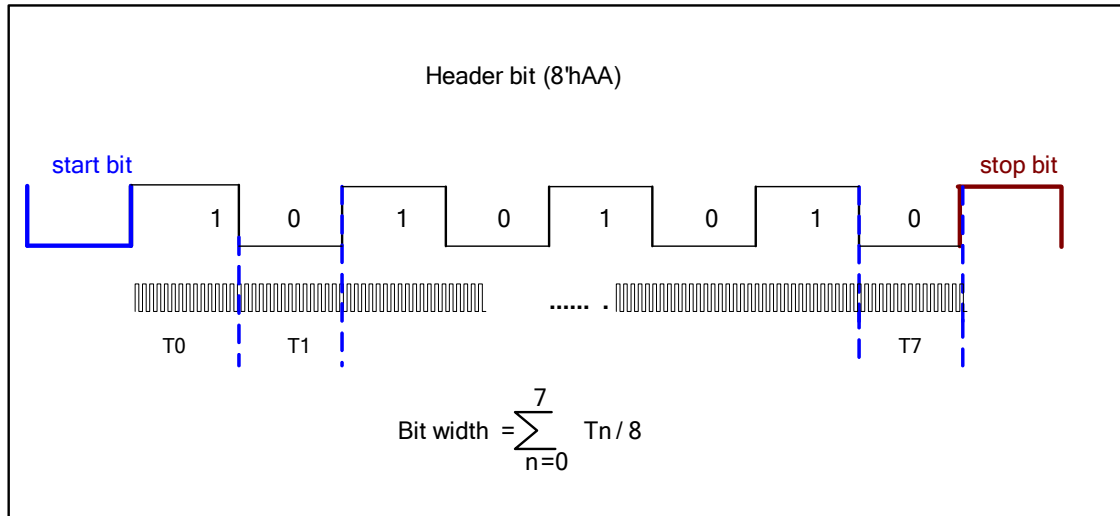 Header bit (8'hAA)
start bit
stop bit
1 0 1 0 1 0 1 0
...... .
T0 T1 T7
7
Bit width = ∑ Tn / 8
n=0